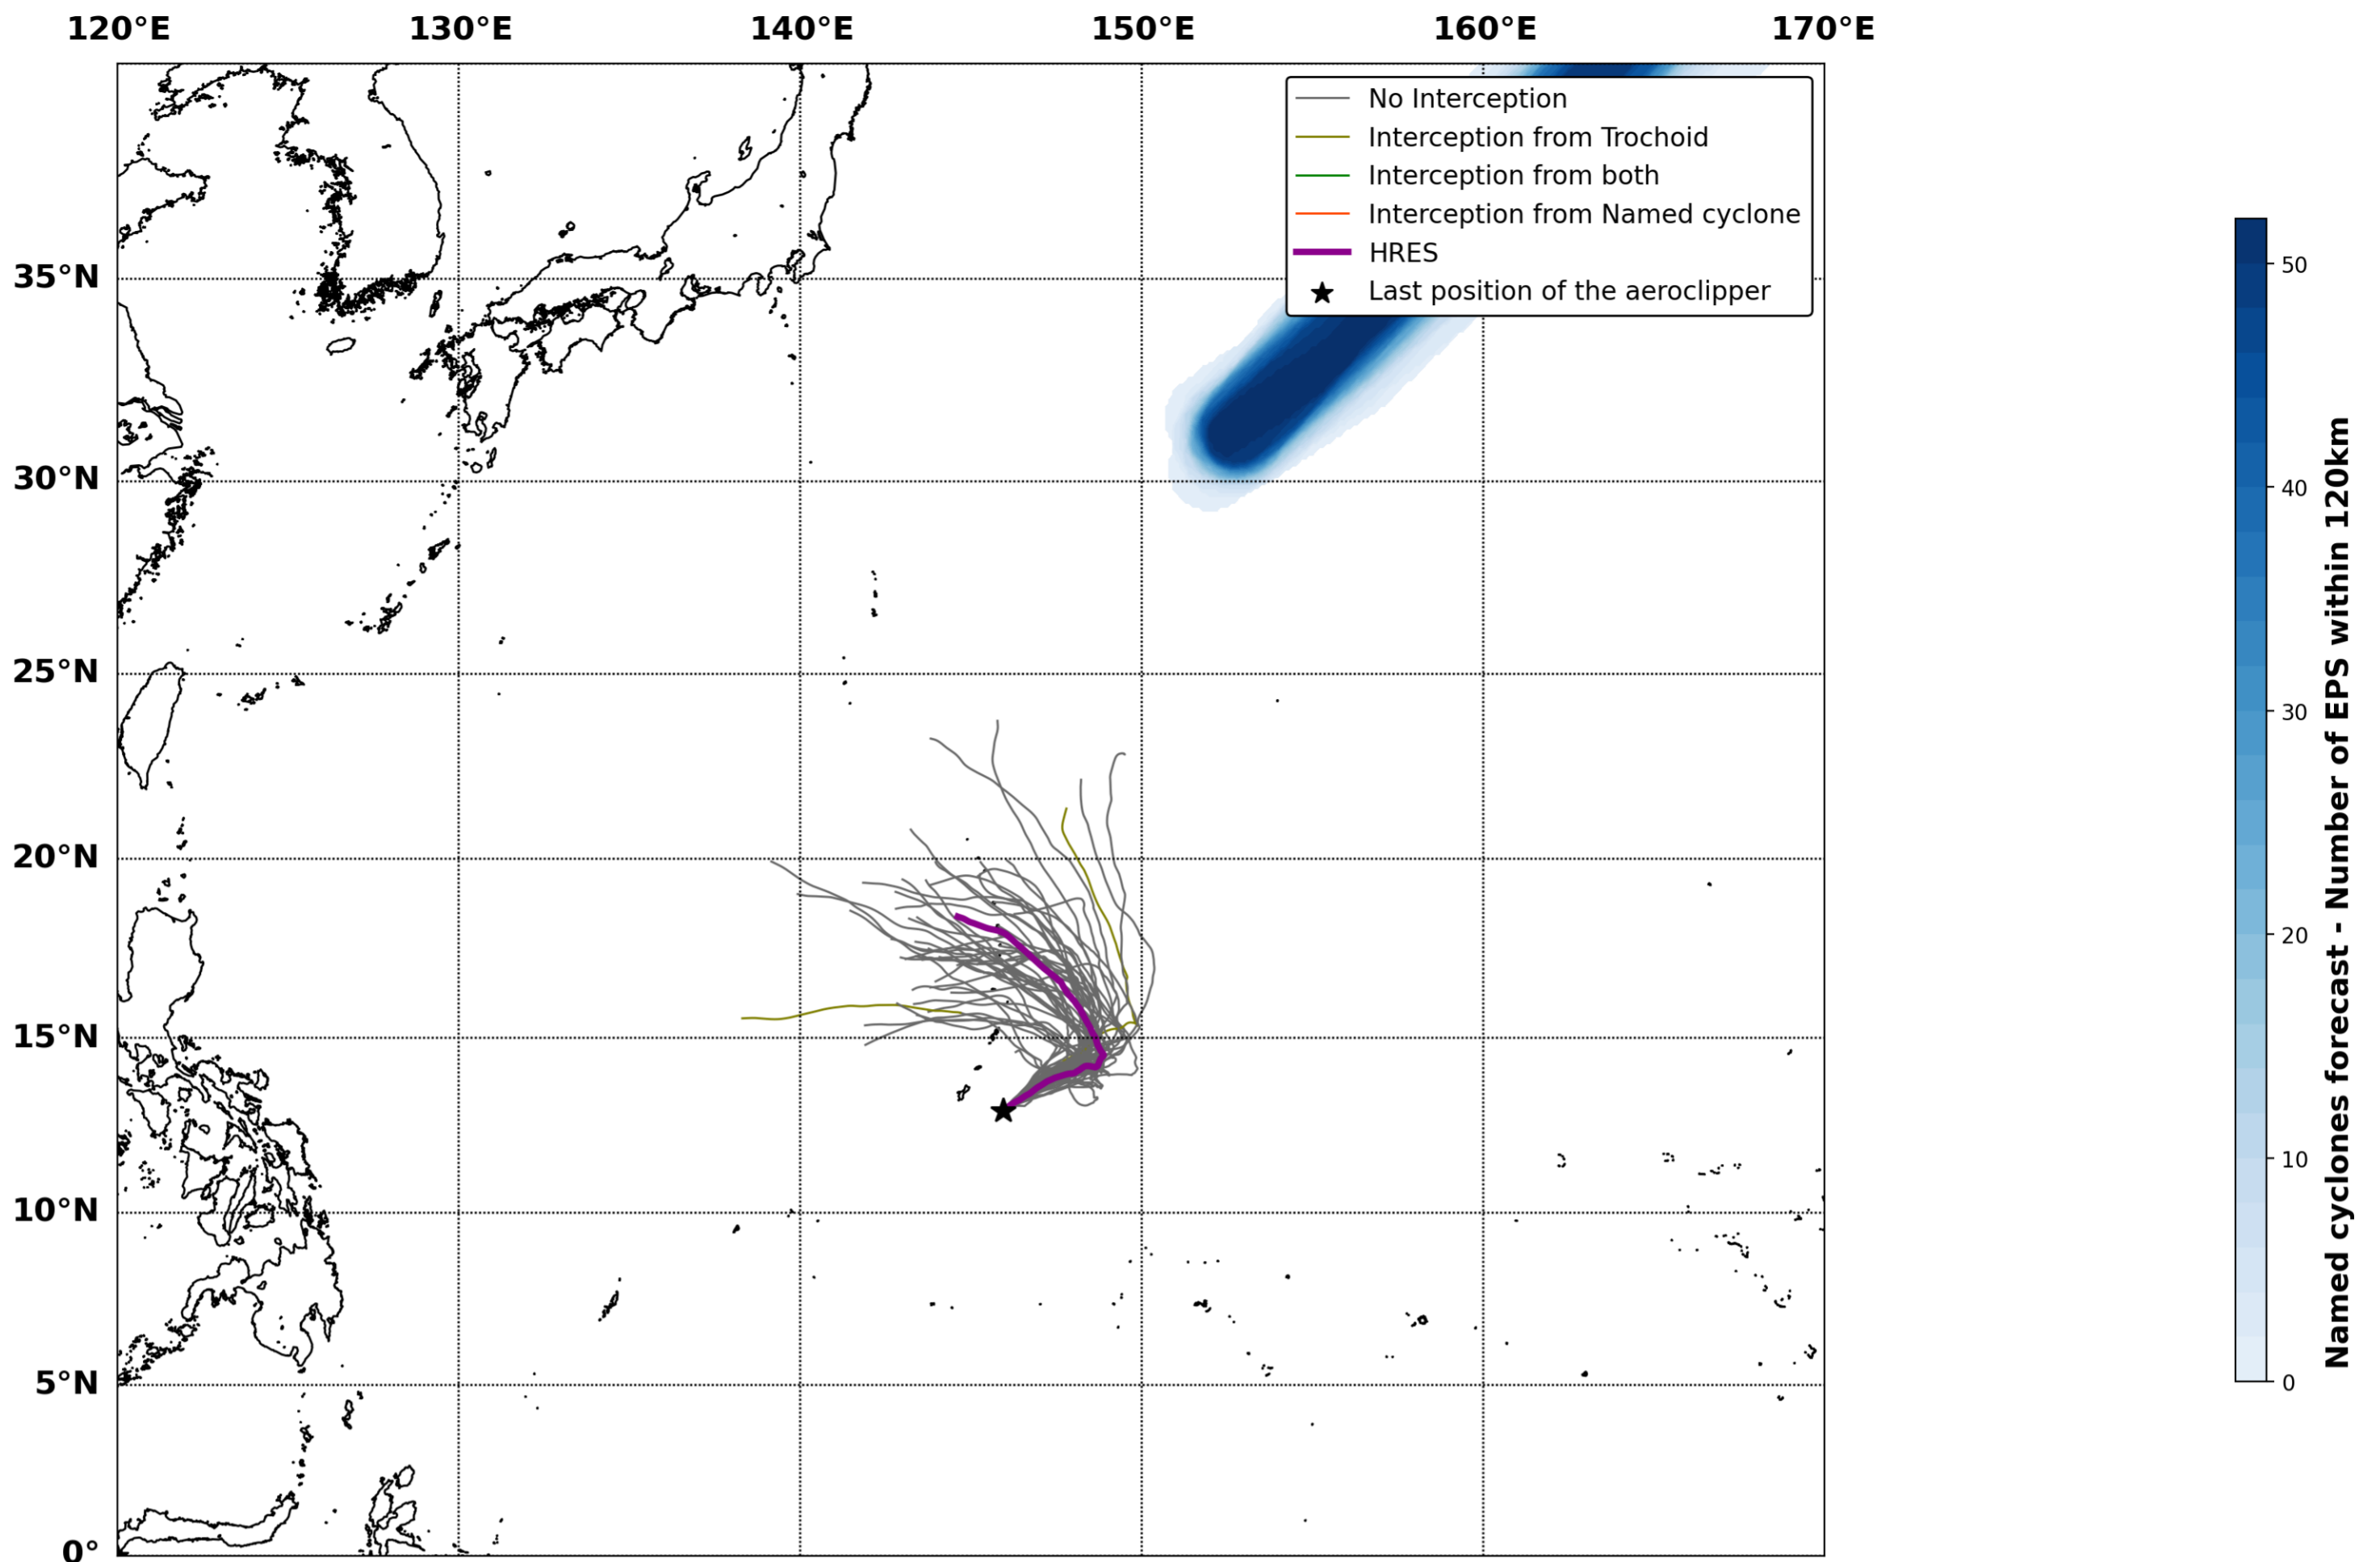 120°E 130°E 140°E 150°E 160°E 170°E
No Interception
Interception from Trochoid
Interception from both
Interception from Named cyclone
HRES
Last position of the aeroclipper
35°N
30°N
25°N
20°N
15°N
10°N
5°N
0°
50
40
30
20
10
0
Named cyclones forecast - Number of EPS within 120km